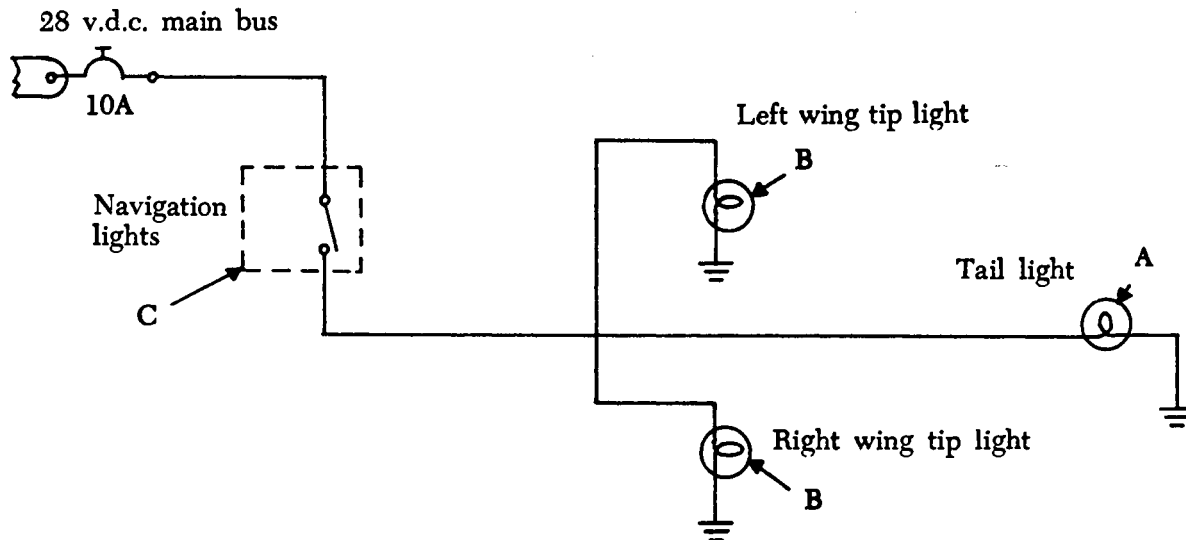 28 v.d.c. main bus
10A
Left wing tip light
B
Navigation
lights
C
Tail light
A
Right wing tip light
B